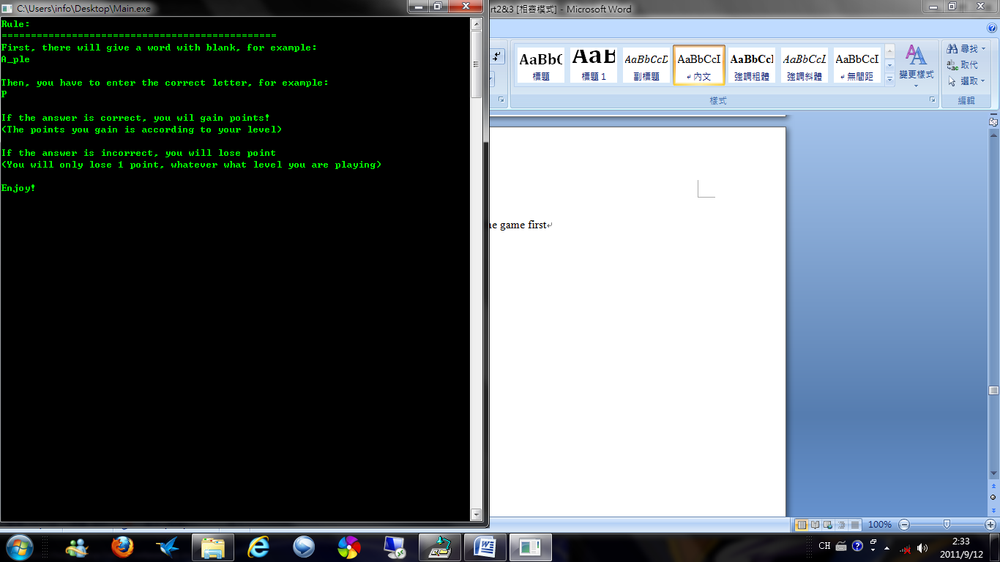 C:\Users\info\Desktop\Main.exe
Rule:
===============================================
First, there will give a word with blank, for example:
A_ple
Then, you have to enter the correct letter, for example:
P
If the answer is correct, you wil gain points!
(The points you gain is according to your level)
If the answer is incorrect, you will lose point
(You will only lose 1 point, whatever what level you are playing)
Enjoy!
rt2&3 [相容模式] - Microsoft Word
AaBbC AaB AaBbCcD AaBbCcI AaBbCcI AaBbCcI AaBbCcI
標題 標題 1 副標題 內文 強調粗體 強調斜體 無間距
變更樣式
樣式
尋找
取代
選取
編輯
he game first
100%
CH
2:33
2011/9/12